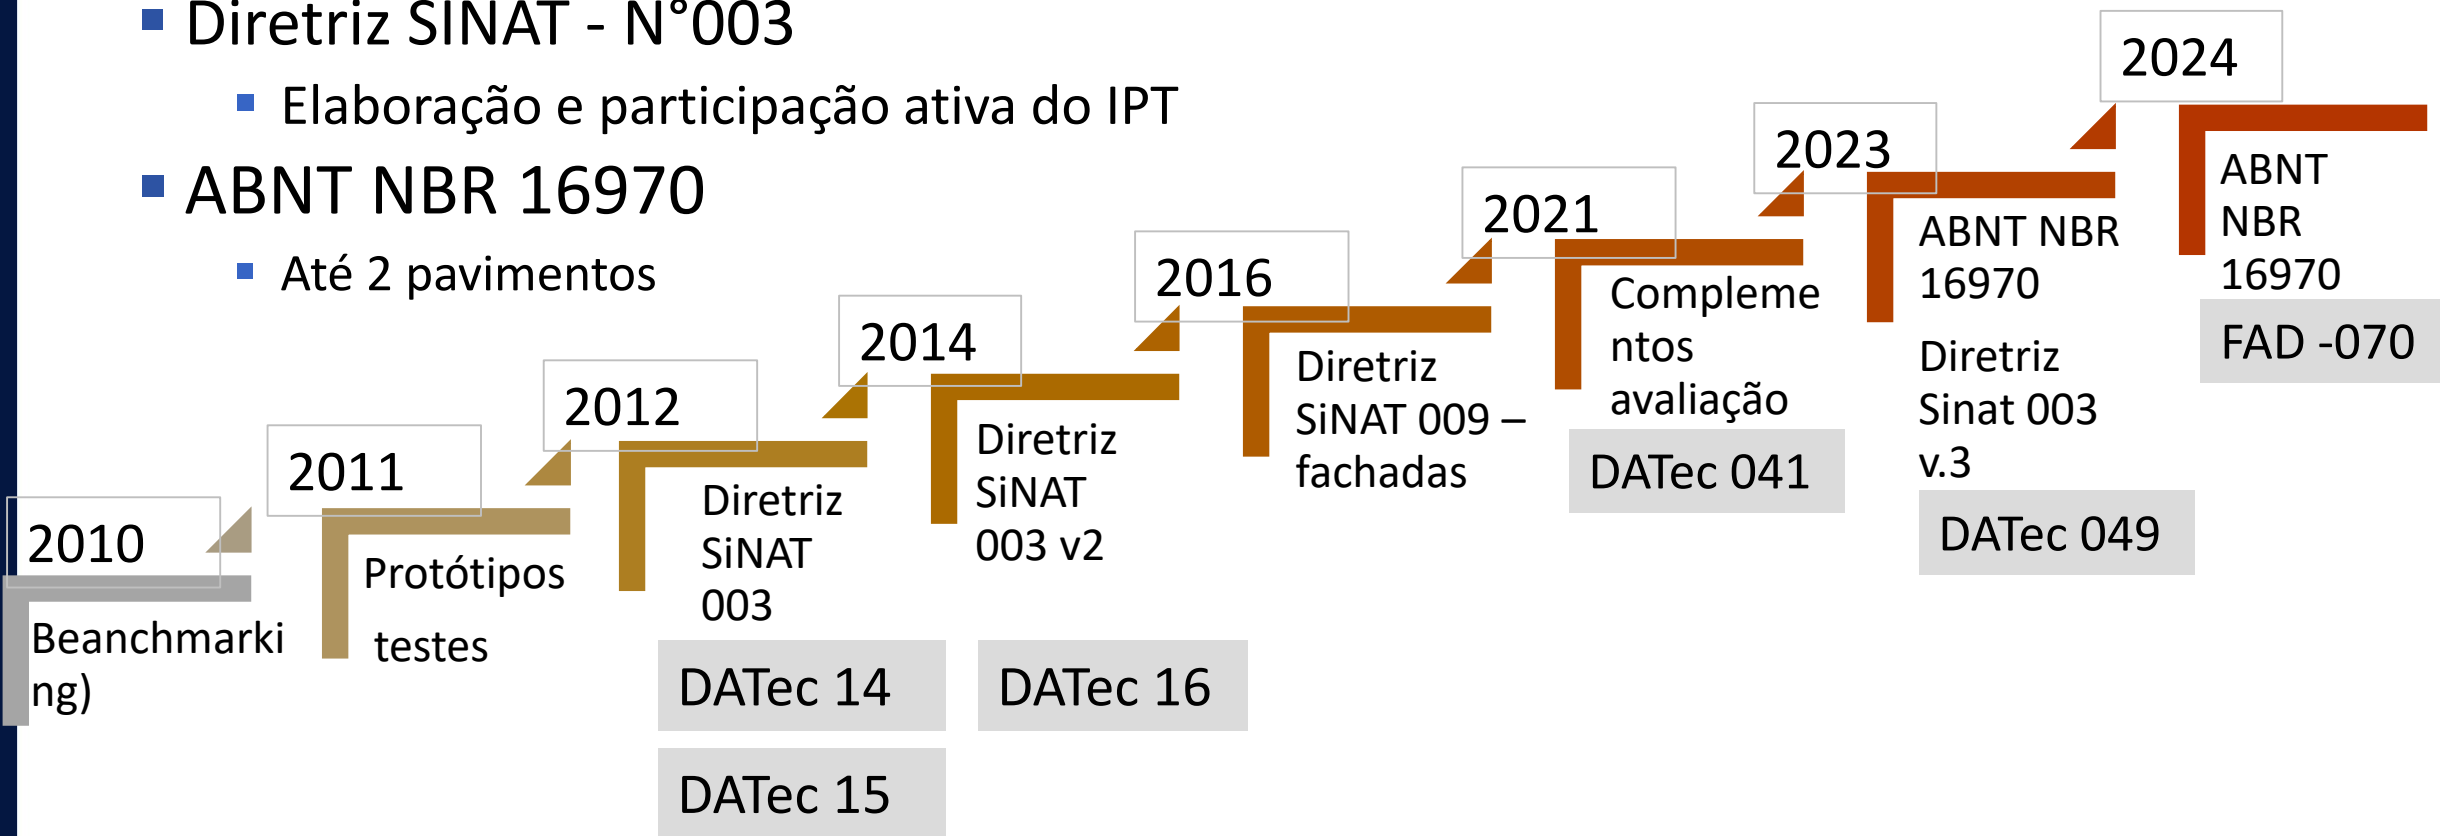 Diretriz SINAT - N°003
Elaboração e participação ativa do IPT
ABNT NBR 16970
Até 2 pavimentos
2010
Beanchmarki
ng)
2011
Protótipos
testes
2012
Diretriz
SiNAT
003
DATec 14
DATec 15
2014
Diretriz
SiNAT
003 v2
DATec 16
2016
Diretriz
SiNAT 009 –
fachadas
2021
Compleme
ntos
avaliação
DATec 041
2023
ABNT NBR
16970
Diretriz
Sinat 003
v.3
DATec 049
2024
ABNT
NBR
16970
FAD -070